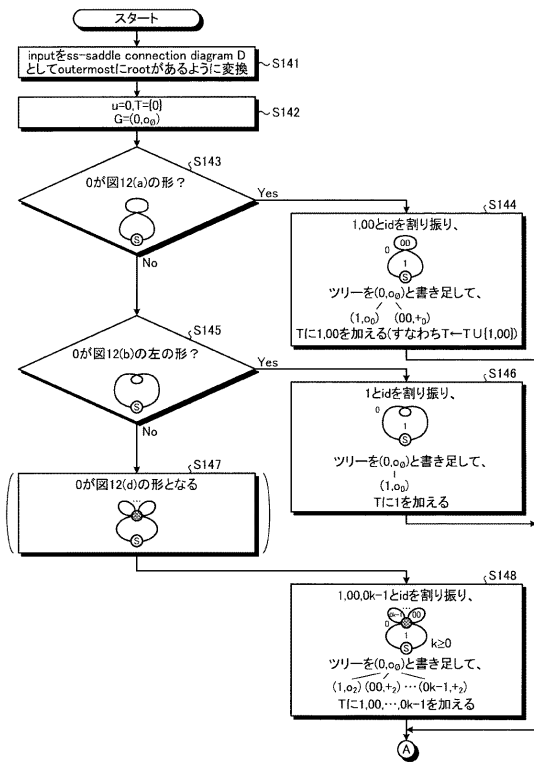 スタート
inputをss-saddle connection diagram D
としてoutermostにrootがあるように変換
S141
u=0,T={0}
G=(0,o∅)
S142
S143
0が図12(a)の形？
S
Yes
No
S144
1,00とidを割り振り、
0
00
1
S
ツリーを(0,o∅)と書き足して、
(1,o0) (00,+0)
Tに1,00を加える(すなわちT←T∪{1,00})
S145
0が図12(b)の左の形？
S
Yes
No
S146
1とidを割り振り、
0
1
S
ツリーを(0,o∅)と書き足して、
(1,o0)
Tに1を加える
S147
0が図12(d)の形となる
…
S
S148
1,00,0k-1とidを割り振り、
…
0k-1 00
0
1
S
k≥0
ツリーを(0,o∅)と書き足して、
(1,o2) (00,+2)…(0k-1,+2)
Tに1,00,…,0k-1を加える
A